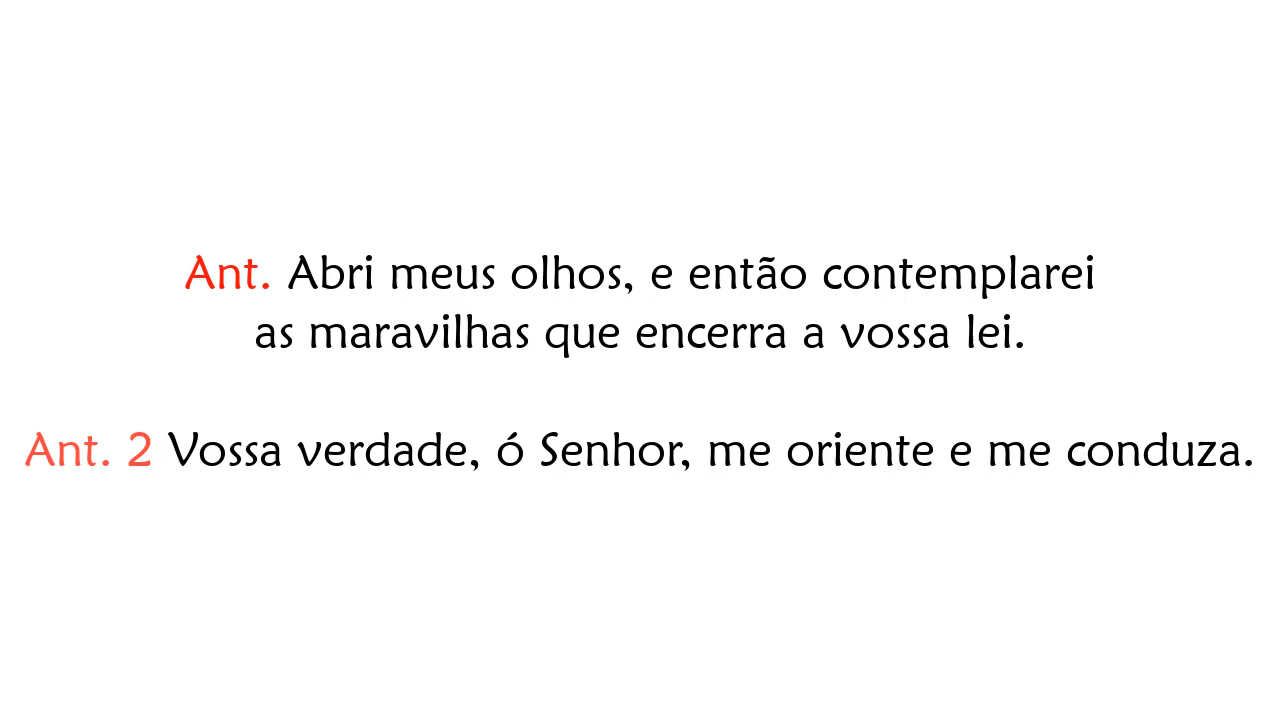 Ant. Abri meus olhos, e então contemplarei
as maravilhas que encerra a vossa lei.
Ant. 2 Vossa verdade, ó Senhor, me oriente e me conduza.